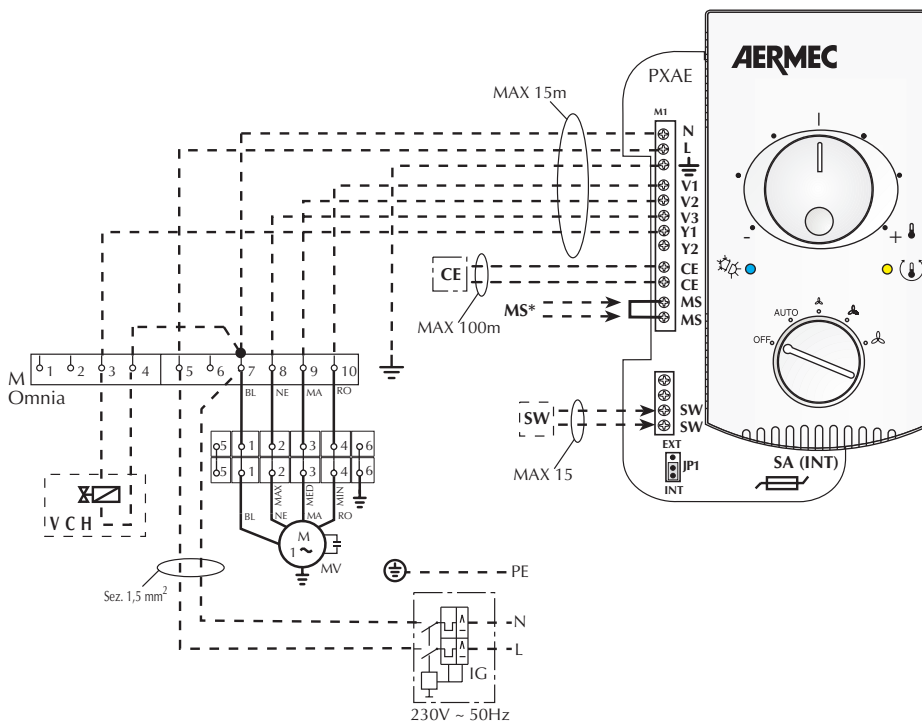 AERMEC
PXAE
MAX 15m
M1
N
L
V1
V2
V3
Y1
Y2
CE
CE
MS
MS
- +
CE
MAX 100m
MS*
AUTO
OFF
M
Omnia
1 2 3 4 5 6 7 8 9 10
BL NE MA RO
5 1 2 3 4 6
5 1 2 3 4 6
MAX MED MIN
BL NE MA RO
M
1 ~
MV
VCH
Sez. 1,5 mm²
SW
MAX 15
SW
SW
EXT
JP1
INT
SA (INT)
PE
N
L
IG
230V ~ 50Hz